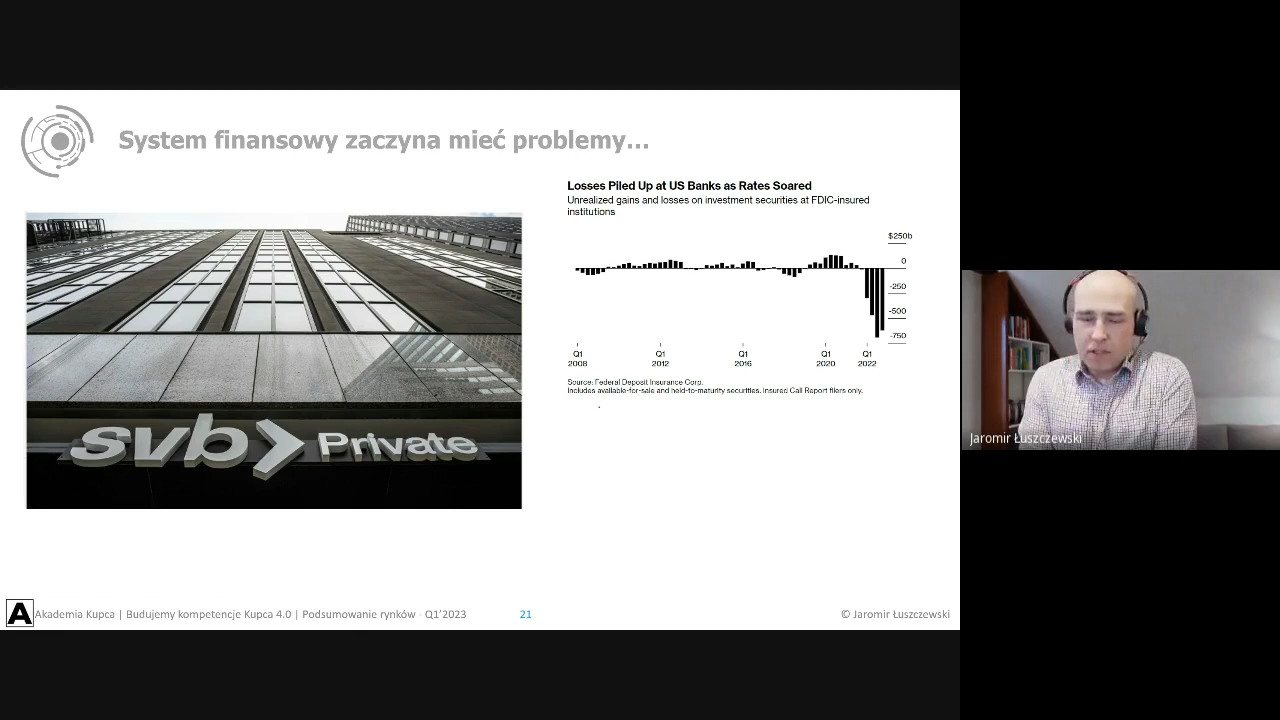 System finansowy zaczyna mieć problemy...
Losses Piled Up at US Banks as Rates Soared
Unrealized gains and losses on investment securities at FDIC-insured
institutions
$250b
0
-250
-500
-750
Q1 Q1 Q1 Q1 Q1
2008 2012 2016 2020 2022
Source: Federal Deposit Insurance Corp.
Includes available-for-sale and held-to-maturity securities. Insured Call Report filers only.
svb> Private
Jaromir Łuszczewski
A Akademia Kupca | Budujemy kompetencje Kupca 4.0 | Podsumowanie rynków - Q1'2023 21 © Jaromir Łuszczewski